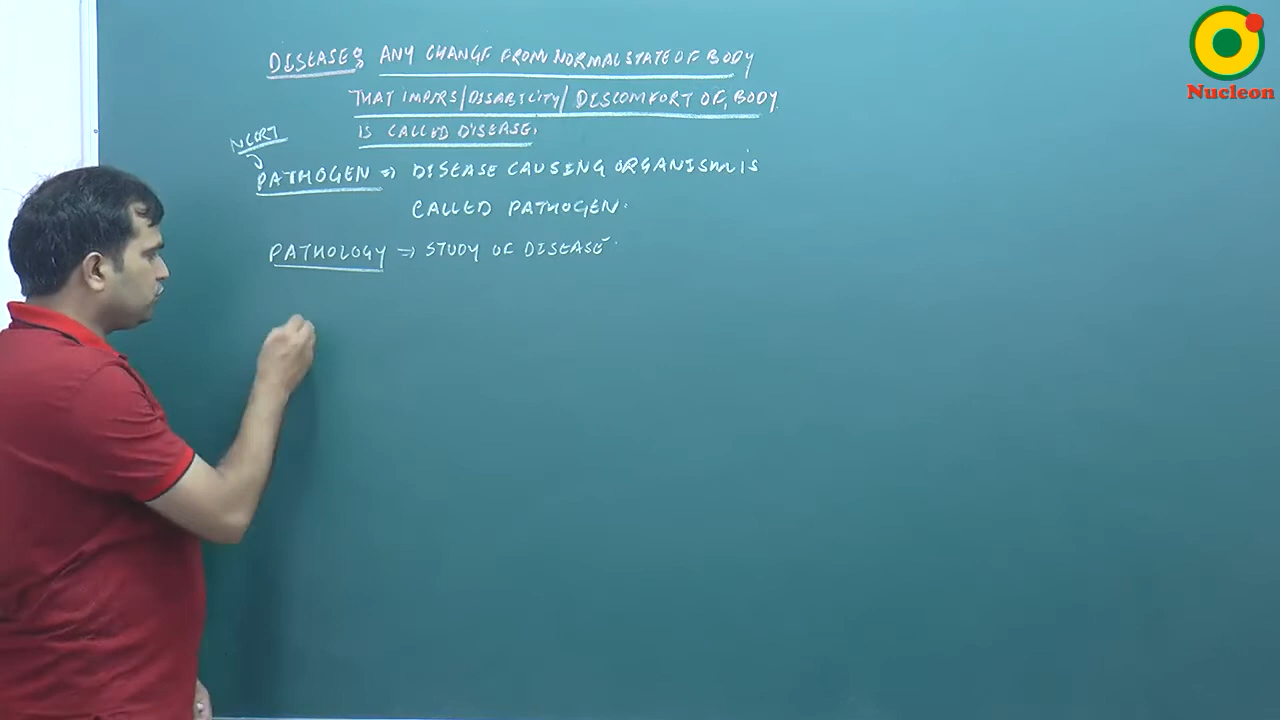 DISEASE: ANY CHANGE FROM NORMAL STATE OF BODY
THAT IMPERS/DISABILITY/DISCOMFORT OF, BODY
IS CALLED DISEASE.
NCERT
PATHOGEN ⇒ DISEASE CAUSING ORGANISM IS
CALLED PATHOGEN.
PATHOLOGY ⇒ STUDY OF DISEASE.
Nucleon